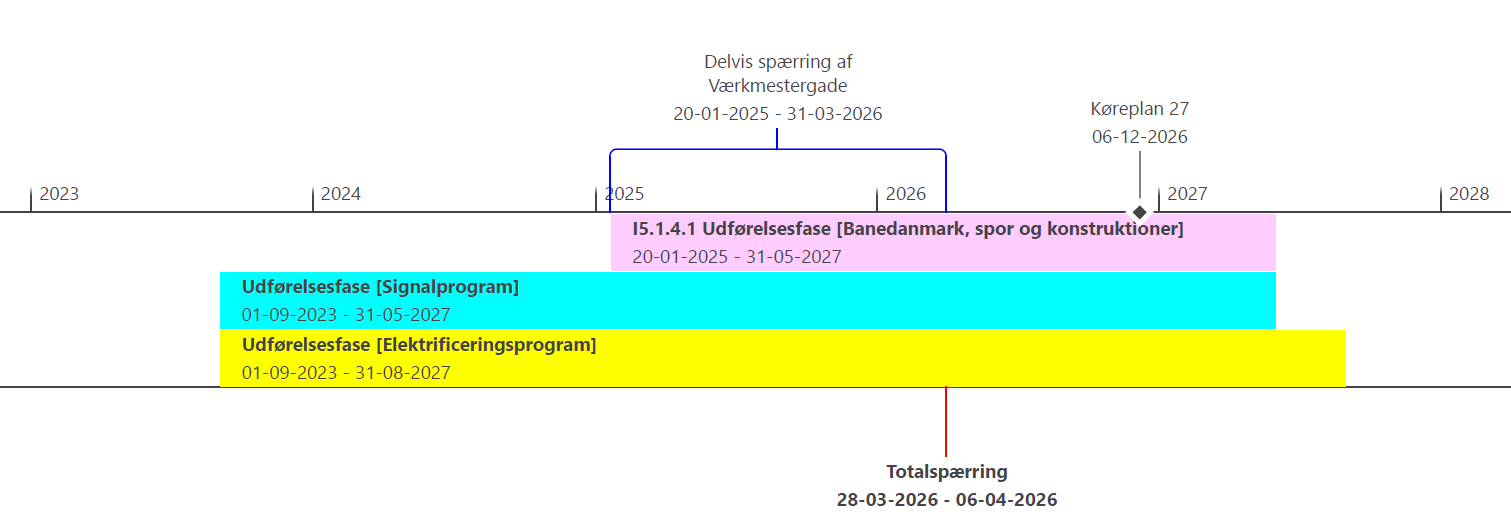 Delvis spærring af
Værkmestergade
20-01-2025 - 31-03-2026
Køreplan 27
06-12-2026
2023
2024
2025
2026
2027
2028
I5.1.4.1 Udførelsesfase [Banedanmark, spor og konstruktioner]
20-01-2025 - 31-05-2027
Udførelsesfase [Signalprogram]
01-09-2023 - 31-05-2027
Udførelsesfase [Elektrificeringsprogram]
01-09-2023 - 31-08-2027
Totalspærring
28-03-2026 - 06-04-2026